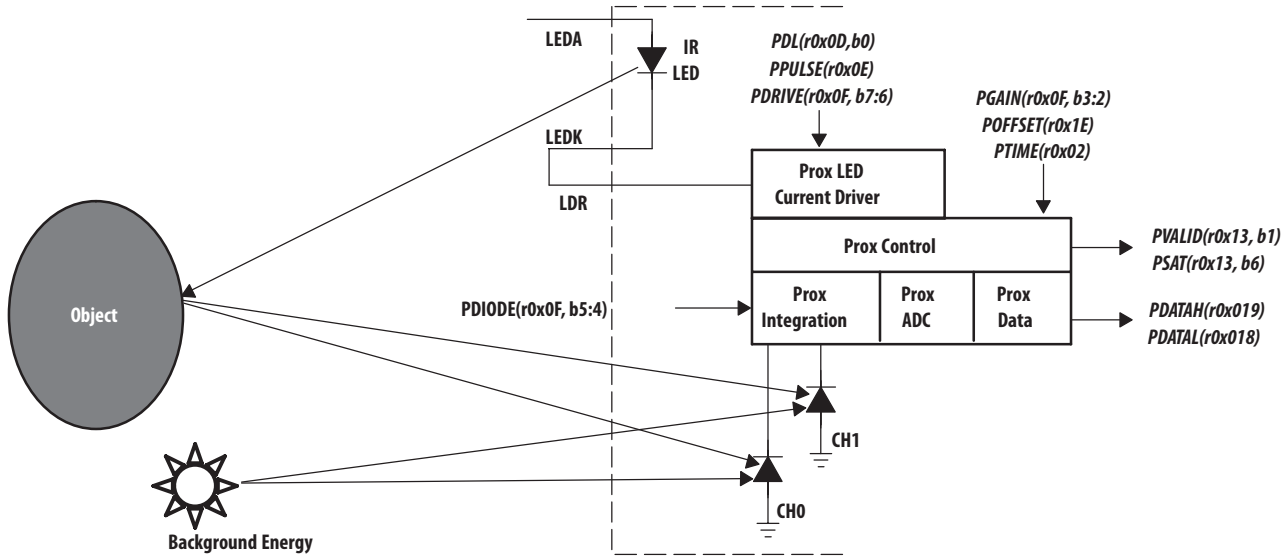 LEDA
IR
LED
PDL(r0x0D,b0)
PPULSE(r0x0E)
PDRIVE(r0x0F, b7:6)
PGAIN(r0x0F, b3:2)
POFFSET(r0x1E)
PTIME(r0x02)
LEDK
LDR
Prox LED
Current Driver
Prox Control
PVALID(r0x13, b1)
PSAT(r0x13, b6)
Object
PDIODE(r0x0F, b5:4)
Prox
Integration
Prox
ADC
Prox
Data
PDATAH(r0x019)
PDATAL(r0x018)
CH1
CH0
Background Energy